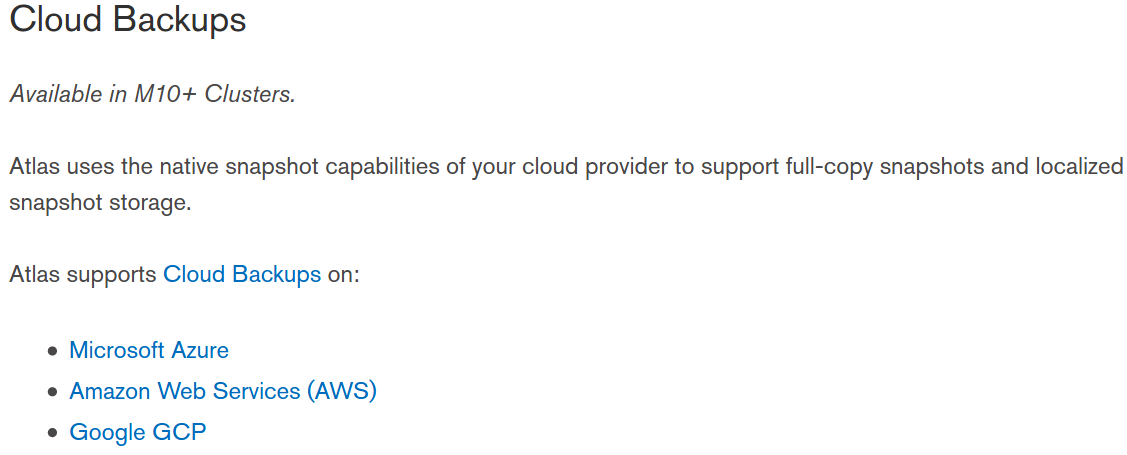 Cloud Backups
Available in M10+ Clusters.
Atlas uses the native snapshot capabilities of your cloud provider to support full-copy snapshots and localized
snapshot storage.
Atlas supports Cloud Backups on:
• Microsoft Azure
• Amazon Web Services (AWS)
• Google GCP